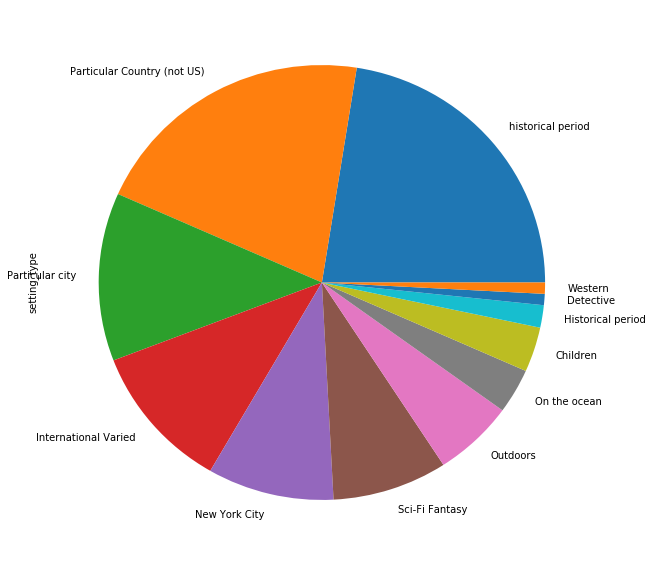 Particular Country (not US)
historical period
Particular city
setting_type
Western
Detective
Historical period
Children
On the ocean
International Varied
Outdoors
New York City
Sci-Fi Fantasy